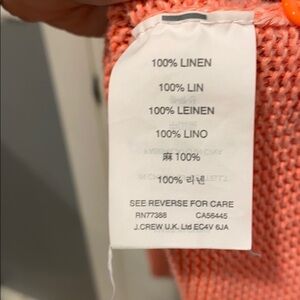 100% LINEN
100% LIN
100% LEINEN
100% LINO
麻 100%
100% 리넨
SEE REVERSE FOR CARE
RN77388 CA56445
J.CREW U.K. Ltd EC4V 6JA